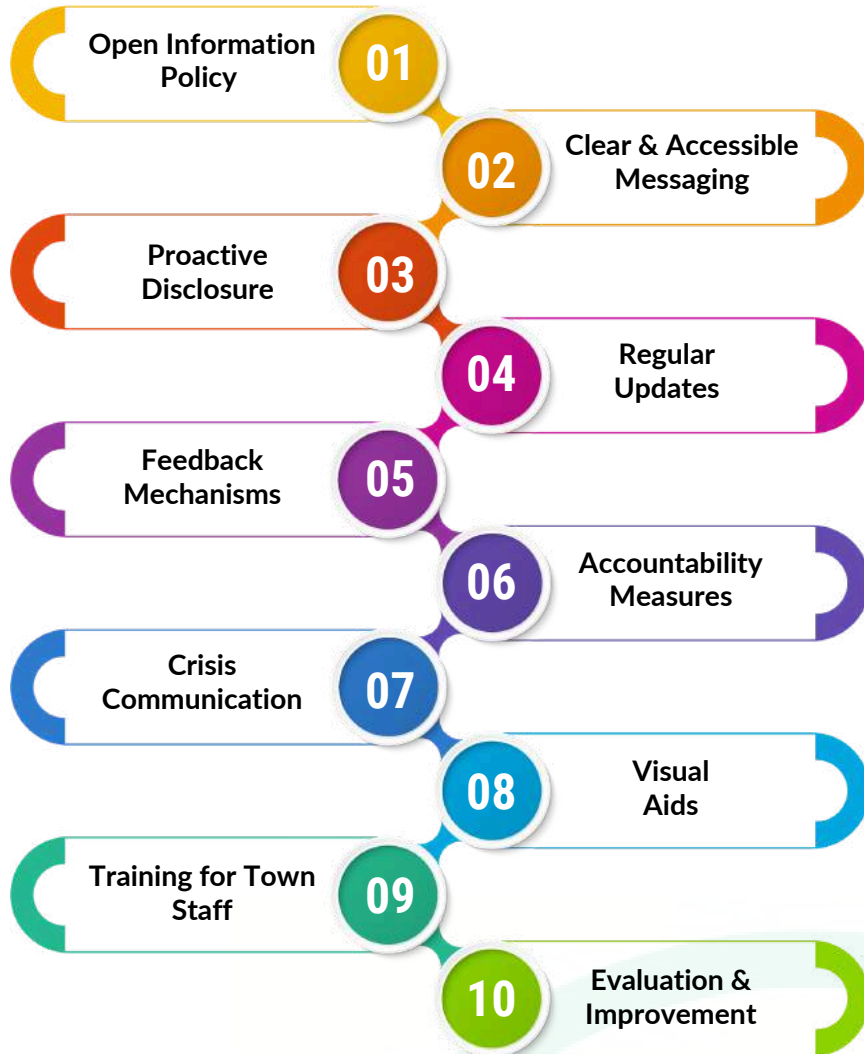 Open Information
Policy
01
02
Clear & Accessible
Messaging
Proactive
Disclosure
03
04
Regular
Updates
Feedback
Mechanisms
05
06
Accountability
Measures
Crisis
Communication
07
08
Visual
Aids
Training for Town
Staff
09
10
Evaluation &
Improvement